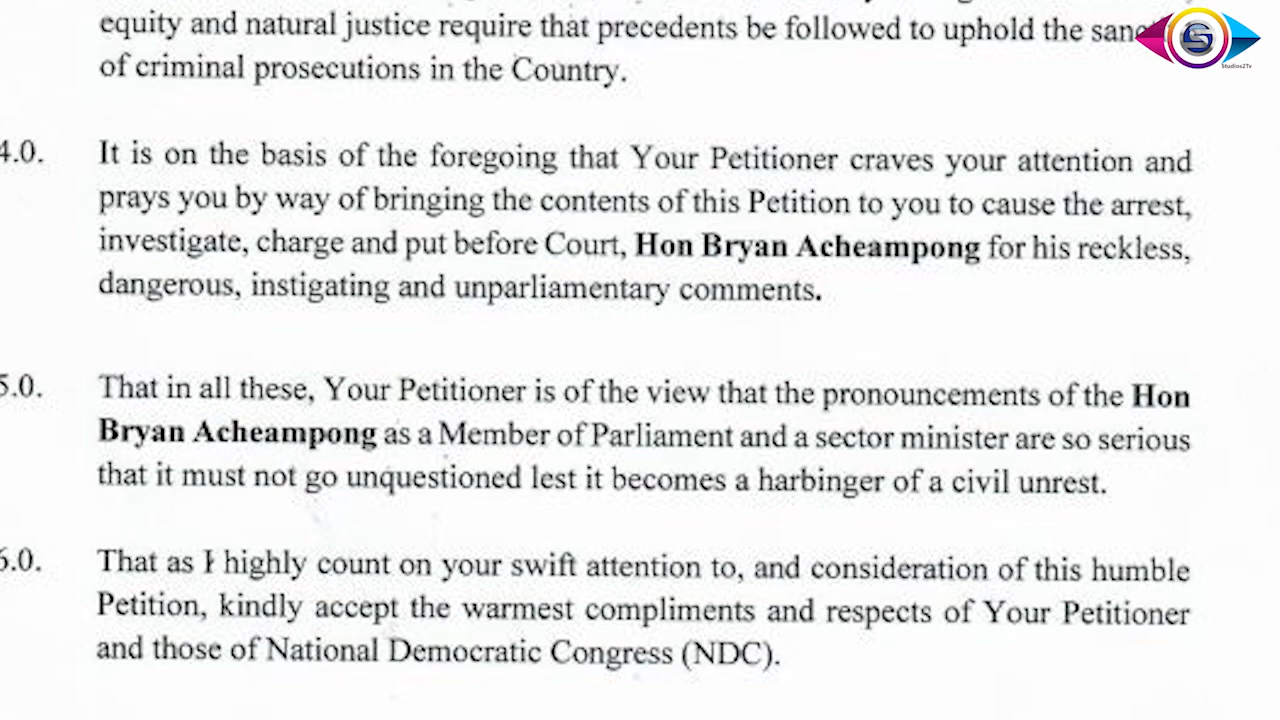 equity and natural justice require that precedents be followed to uphold the
of criminal prosecutions in the Country.
4.0. It is on the basis of the foregoing that Your Petitioner craves your attention and
prays you by way of bringing the contents of this Petition to you to cause the arrest,
investigate, charge and put before Court, Hon Bryan Acheampong for his reckless,
dangerous, instigating and unparliamentary comments.
5.0. That in all these, Your Petitioner is of the view that the pronouncements of the Hon
Bryan Acheampong as a Member of Parliament and a sector minister are so serious
that it must not go unquestioned lest it becomes a harbinger of a civil unrest.
6.0. That as I highly count on your swift attention to, and consideration of this humble
Petition, kindly accept the warmest compliments and respects of Your Petitioner
and those of National Democratic Congress (NDC).
S
Studios2Tv